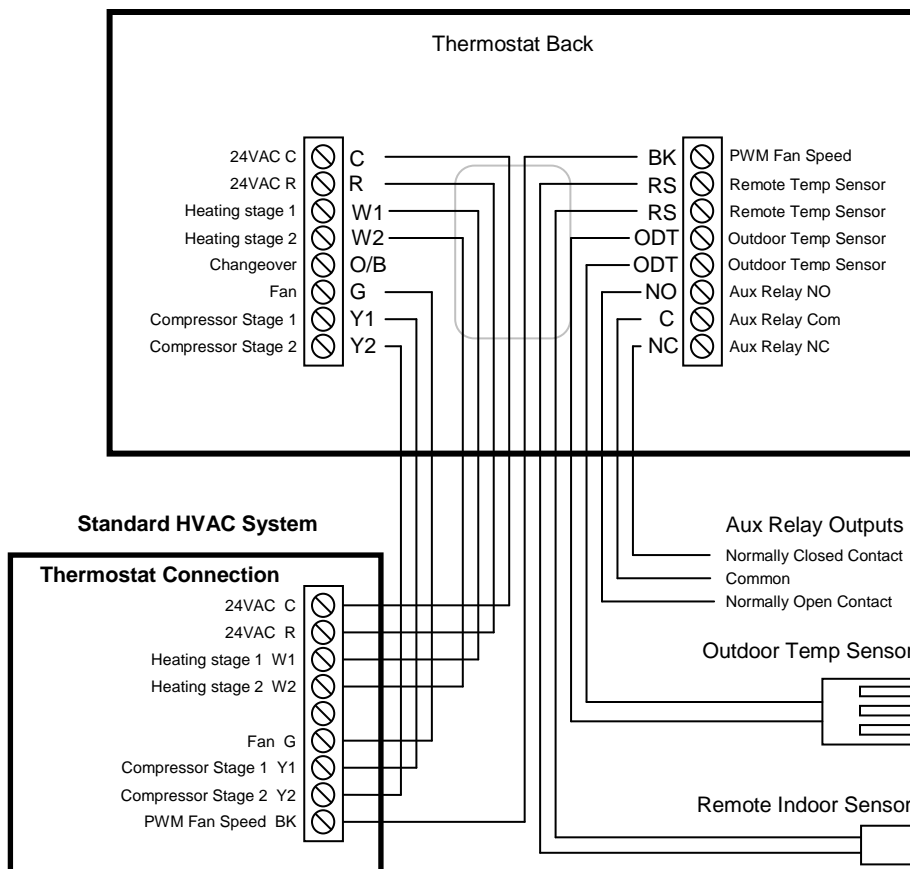 Thermostat Back
24VAC C C
24VAC R R
Heating stage 1 W1
Heating stage 2 W2
Changeover O/B
Fan G
Compressor Stage 1 Y1
Compressor Stage 2 Y2
BK PWM Fan Speed
RS Remote Temp Sensor
RS Remote Temp Sensor
ODT Outdoor Temp Sensor
ODT Outdoor Temp Sensor
NO Aux Relay NO
C Aux Relay Com
NC Aux Relay NC
Standard HVAC System
Thermostat Connection
24VAC C
24VAC R
Heating stage 1 W1
Heating stage 2 W2
Fan G
Compressor Stage 1 Y1
Compressor Stage 2 Y2
PWM Fan Speed BK
Aux Relay Outputs
Normally Closed Contact
Common
Normally Open Contact
Outdoor Temp Sensor
Remote Indoor Sensor